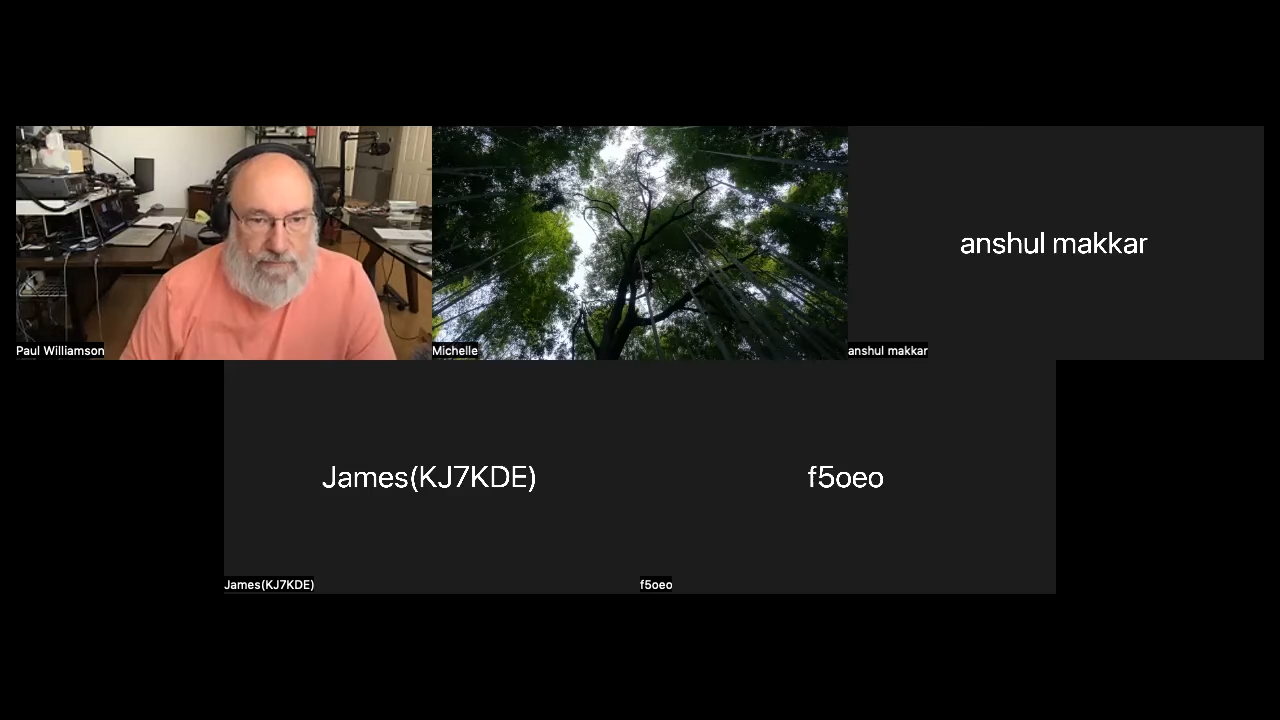 Paul Williamson
Michelle
anshul makkar
anshul makkar
James(KJ7KDE)
f5oeo
James(KJ7KDE)
f5oeo